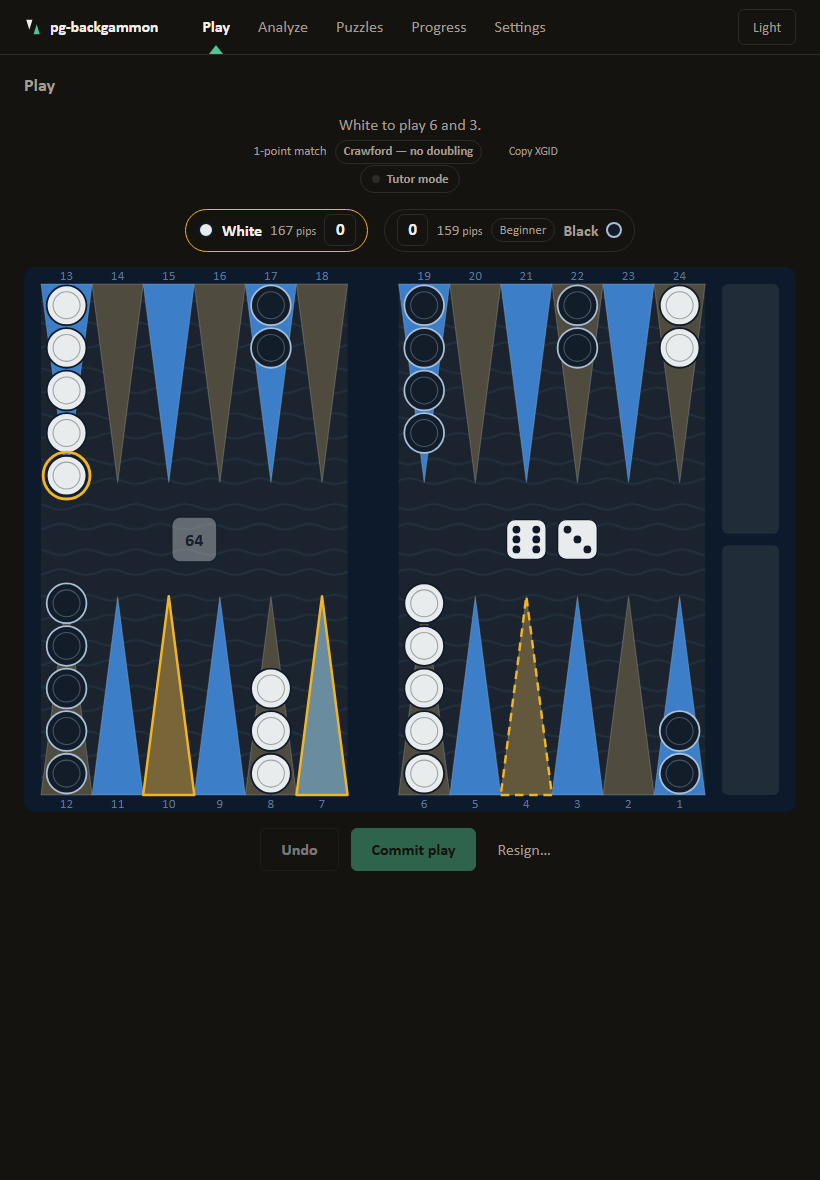 pg-backgammon Play Analyze Puzzles Progress Settings Light
Play
White to play 6 and 3.
1-point match Crawford — no doubling Copy XGID
Tutor mode
White 167 pips 0 0 159 pips Beginner Black
13 14 15 16 17 18 19 20 21 22 23 24
64
12 11 10 9 8 7 6 5 4 3 2 1
Undo Commit play Resign...